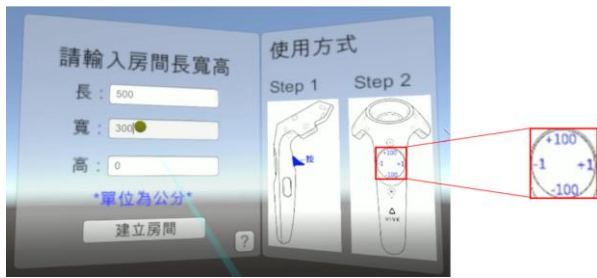 請輸入房間長寬高
長： 500
寬： 300
高： 0
*單位為公分*
建立房間
?
使用方式
Step 1
Step 2
按
+100
-1 +1
-100
VIVE
+100
-1 +1
-100